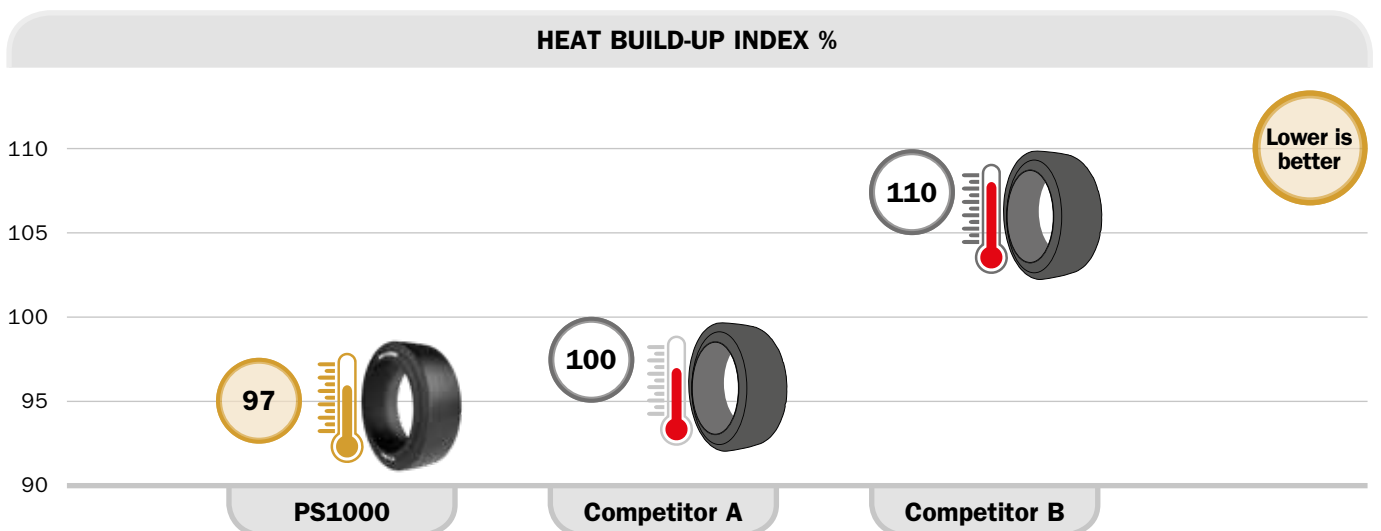 HEAT BUILD-UP INDEX %
Lower is
better
110
105
100
95
90
110
100
97
PS1000
Competitor A
Competitor B